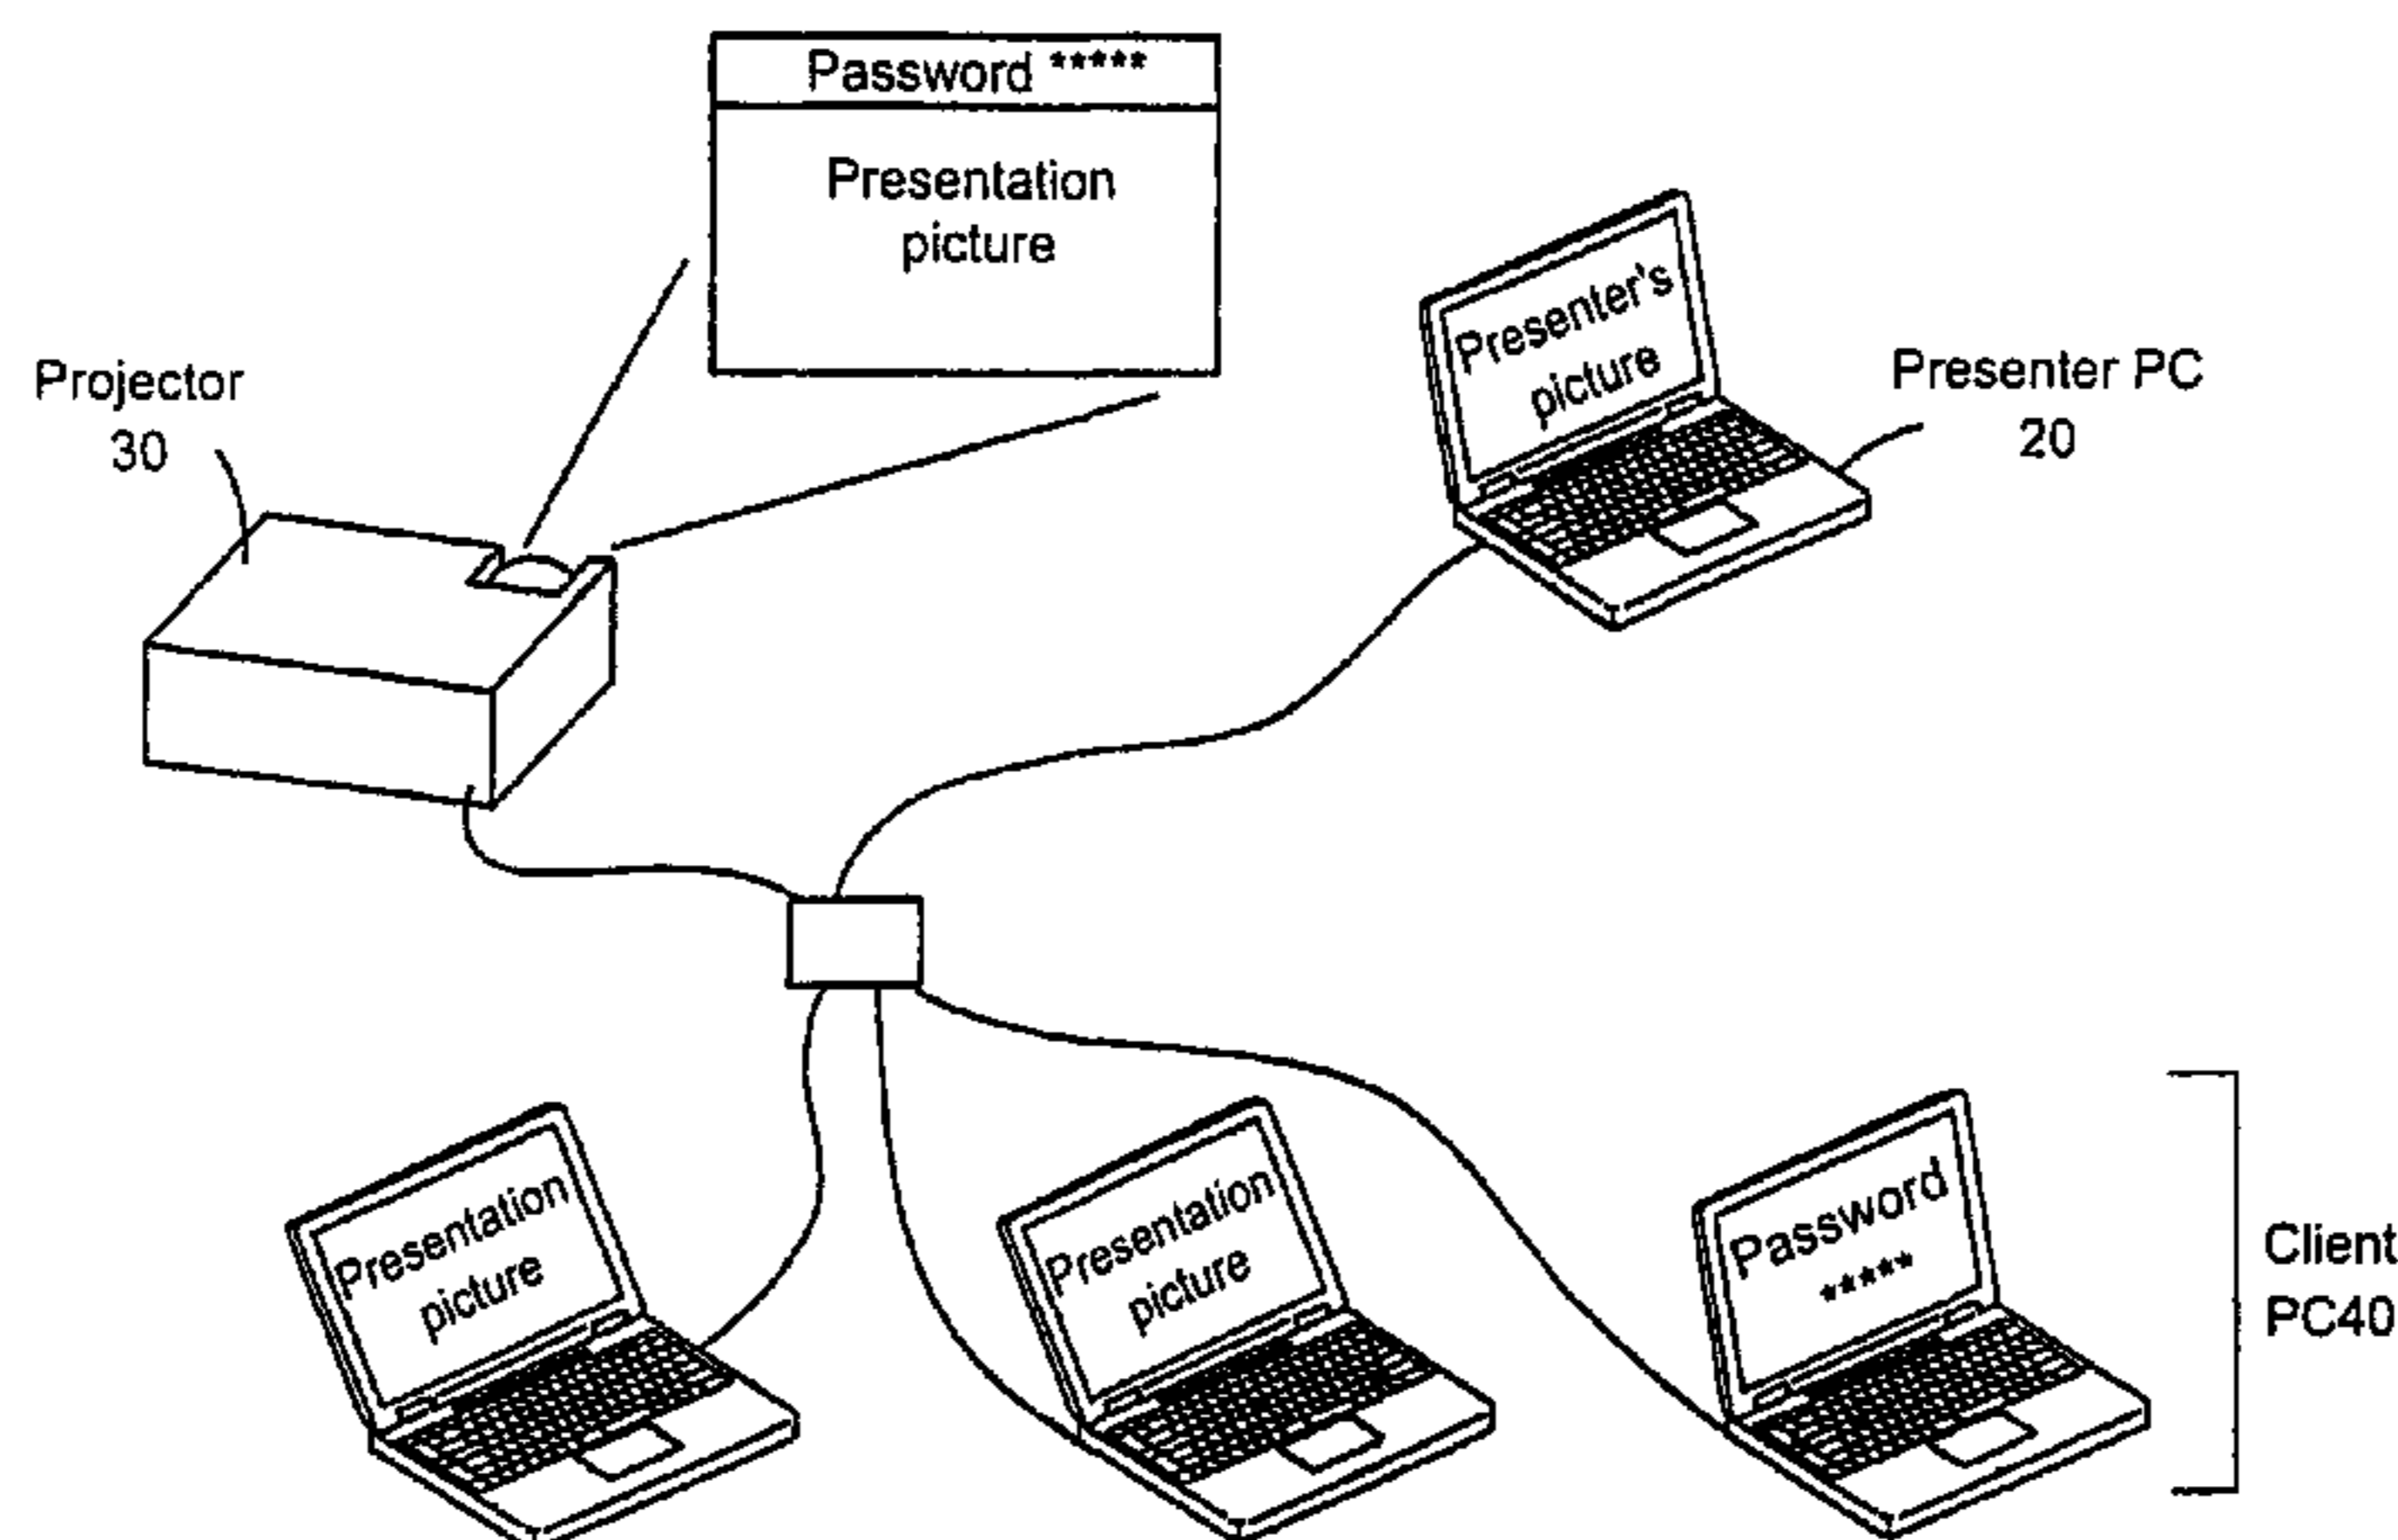 Password *****
Presentation
picture
Projector
30
Presenter's
picture
Presenter PC
20
Presentation
picture
Presentation
picture
Password
*****
Client
PC40